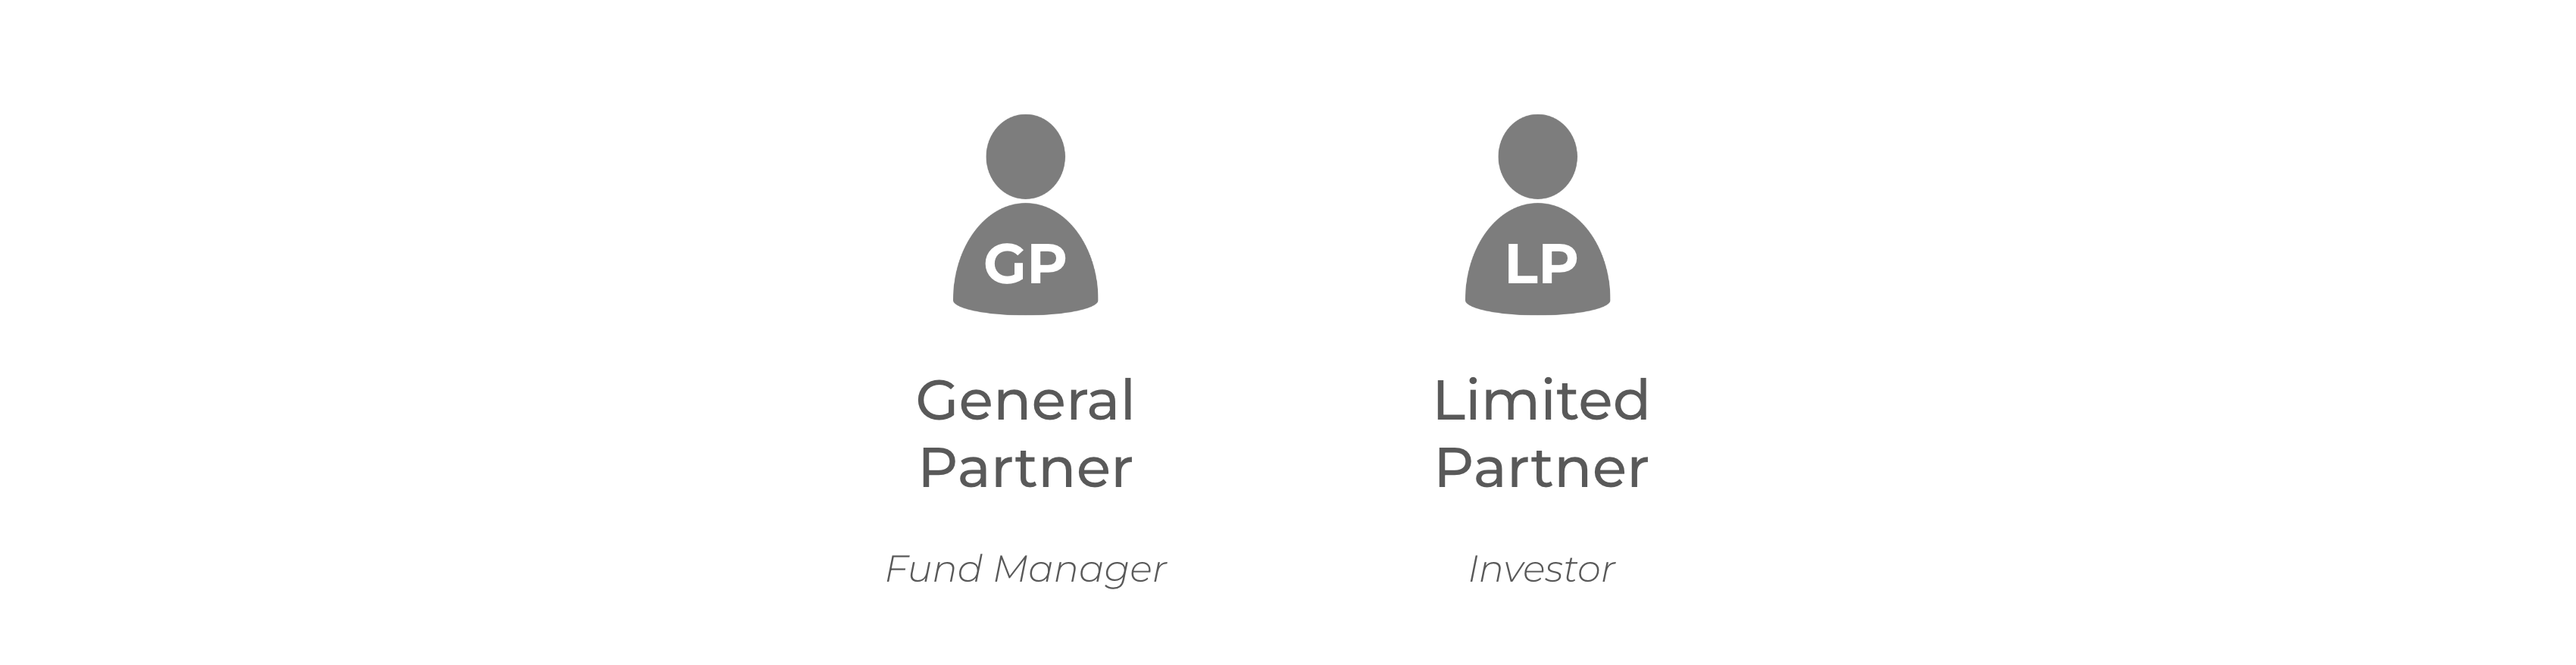 GP
LP
General
Partner
Limited
Partner
Fund Manager
Investor